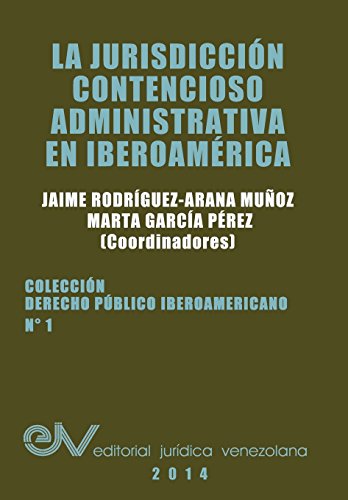 LA JURISDICCIÓN
CONTENCIOSO
ADMINISTRATIVA
EN IBEROAMÉRICA
JAIME RODRÍGUEZ-ARANA MUÑOZ
MARTA GARCÍA PÉREZ
(Coordinadores)
COLECCIÓN
DERECHO PÚBLICO IBEROAMERICANO
N° 1
ejv editorial jurídica venezolana
2014